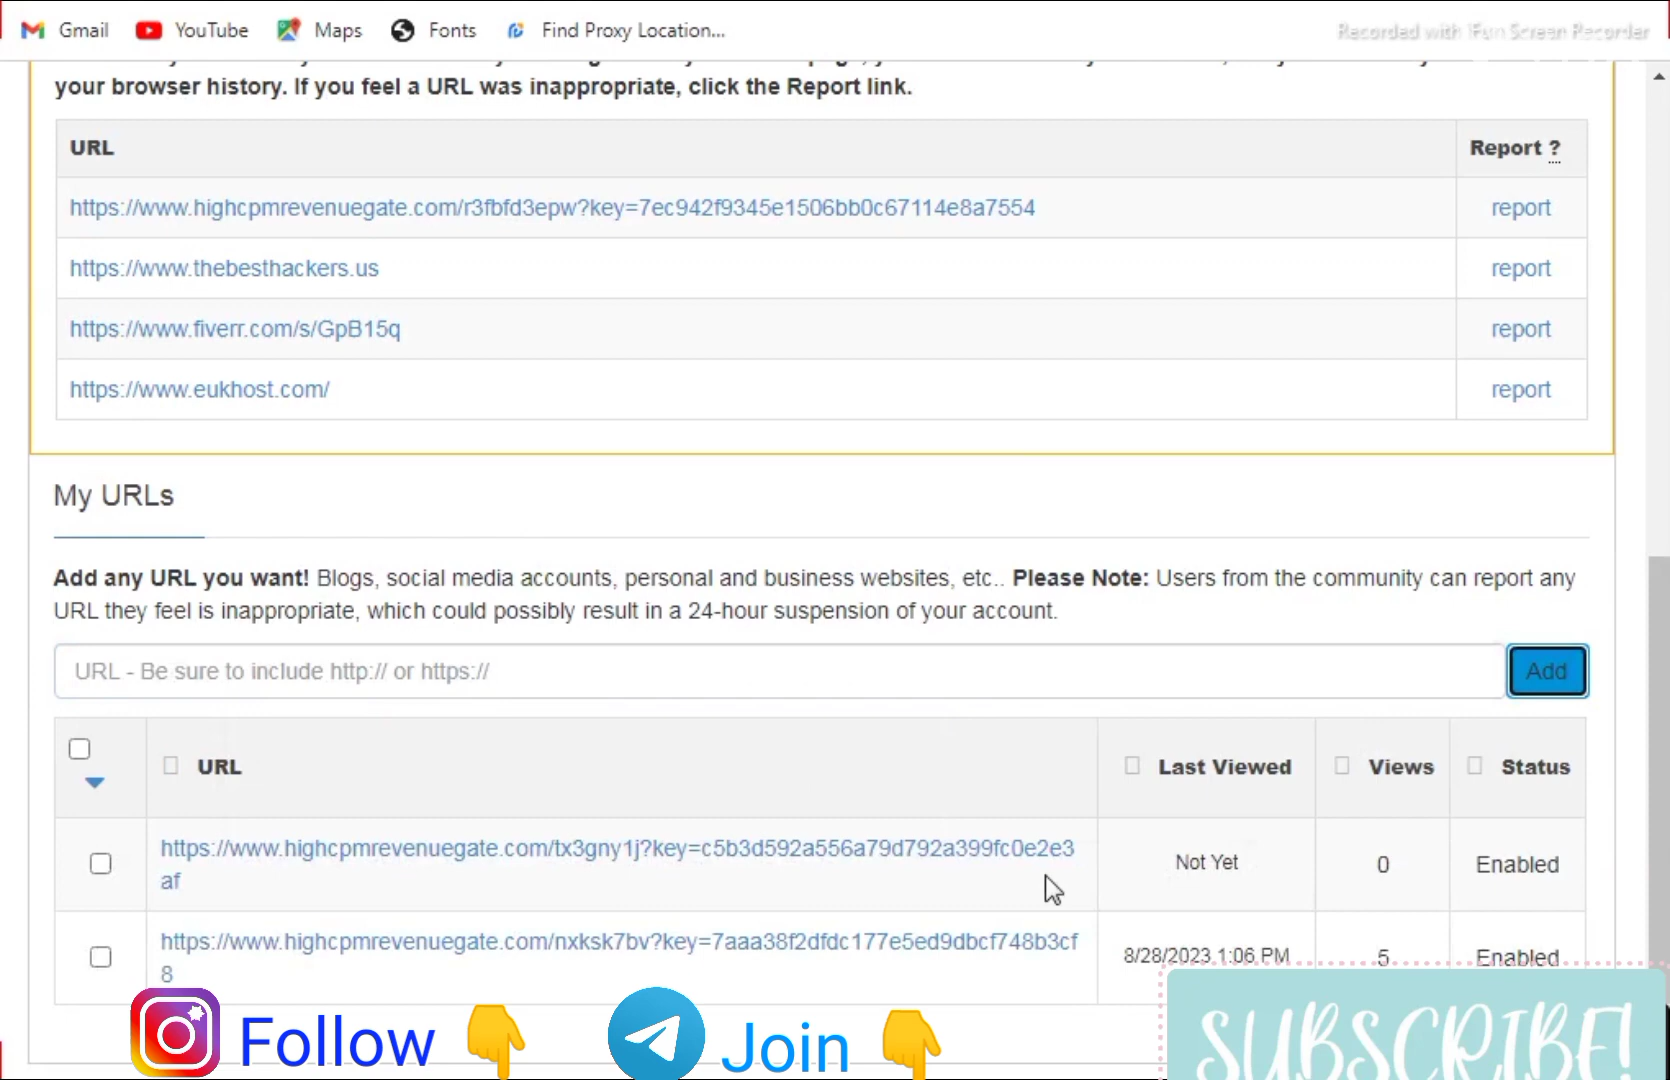 Gmail YouTube Maps Fonts Find Proxy Location...
Recorded with iFun Screen Recorder
your browser history. If you feel a URL was inappropriate, click the Report link.
URL Report ?
https://www.highcpmrevenuegate.com/r3fbfd3epw?key=7ec942f9345e1506bb0c67114e8a7554 report
https://www.thebesthackers.us report
https://www.fiverr.com/s/GpB15q report
https://www.eukhost.com/ report
My URLs
Add any URL you want! Blogs, social media accounts, personal and business websites, etc.. Please Note: Users from the community can report any
URL they feel is inappropriate, which could possibly result in a 24-hour suspension of your account.
URL - Be sure to include http:// or https:// Add
URL Last Viewed Views Status
https://www.highcpmrevenuegate.com/tx3gny1j?key=c5b3d592a556a79d792a399fc0e2e3
af Not Yet 0 Enabled
https://www.highcpmrevenuegate.com/nxksk7bv?key=7aaa38f2dfdc177e5ed9dbcf748b3cf
8 8/28/2023 1:06 PM 5 Enabled
Follow Join SUBSCRIBE!